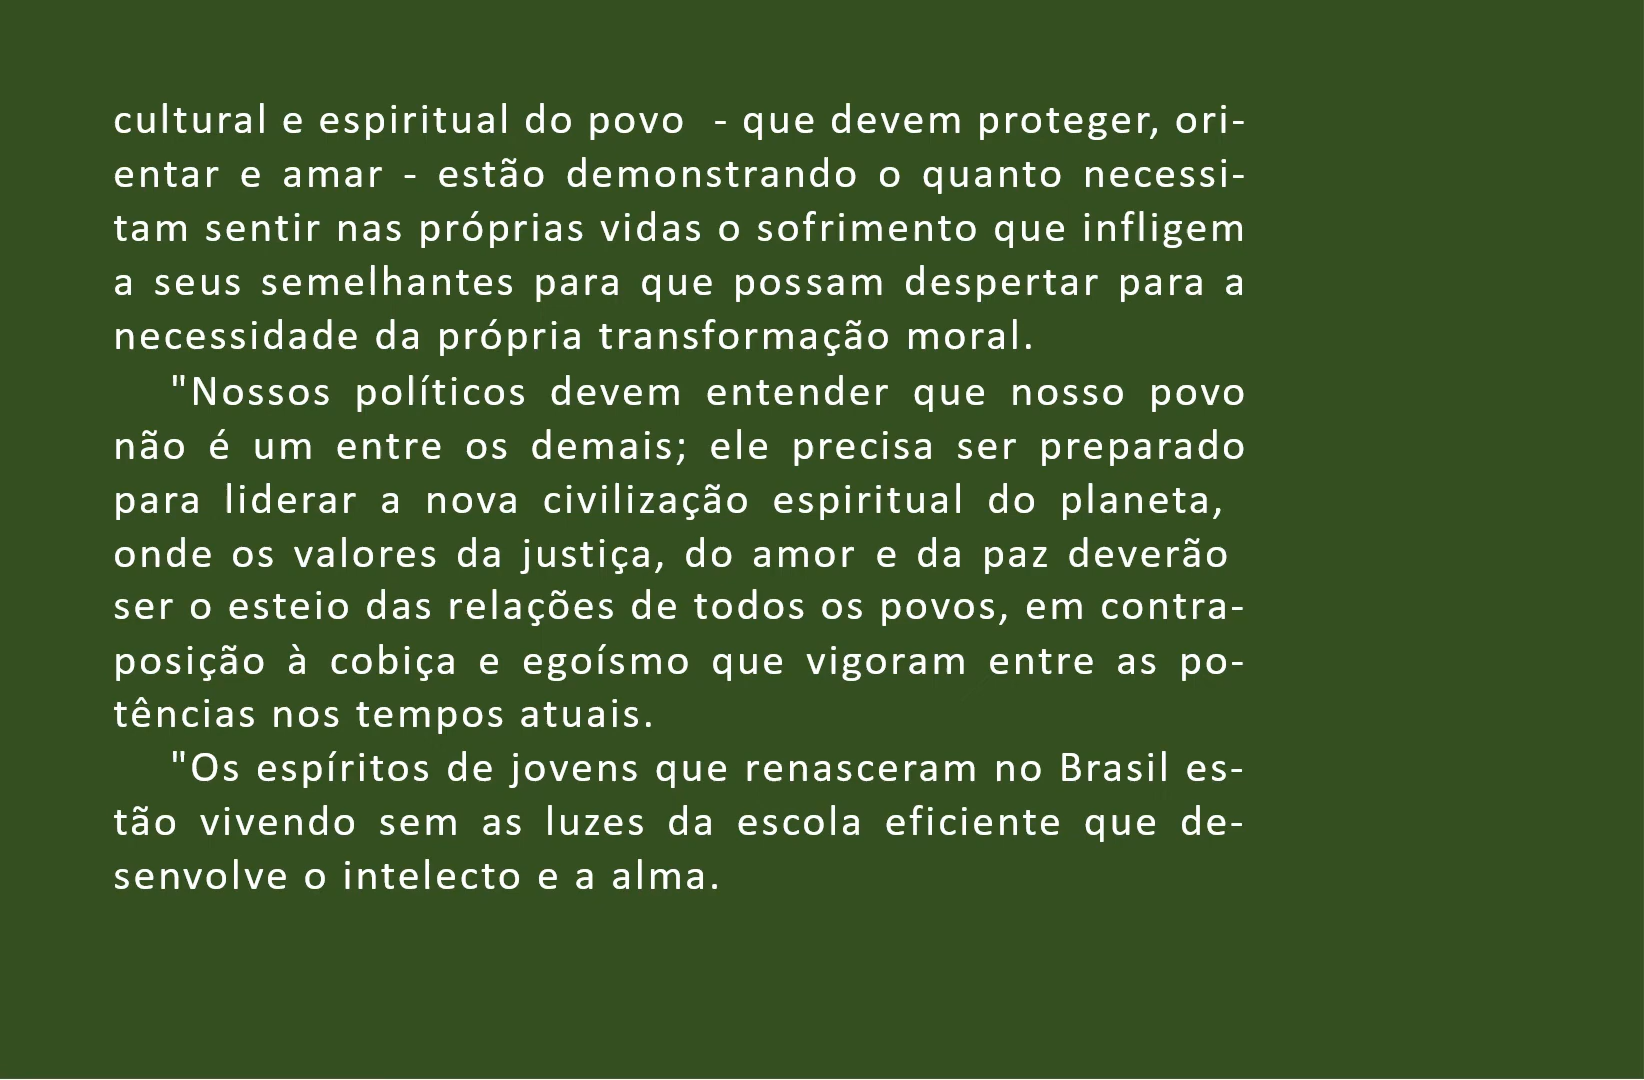 cultural e espiritual do povo  - que devem proteger, ori-
entar e amar - estão demonstrando o quanto necessi-
tam sentir nas próprias vidas o sofrimento que infligem
a seus semelhantes para que possam despertar para a
necessidade da própria transformação moral.
"Nossos políticos devem entender que nosso povo
não é um entre os demais; ele precisa ser preparado
para liderar a nova civilização espiritual do planeta,
onde os valores da justiça, do amor e da paz deverão
ser o esteio das relações de todos os povos, em contra-
posição à cobiça e egoísmo que vigoram entre as po-
tências nos tempos atuais.
"Os espíritos de jovens que renasceram no Brasil es-
tão vivendo sem as luzes da escola eficiente que de-
senvolve o intelecto e a alma.